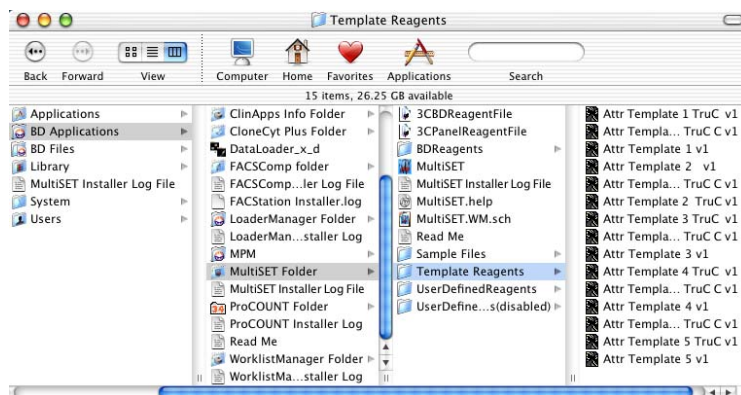 Template Reagents
Back Forward View Computer Home Favorites Applications Search
15 items, 26.25 GB available
Applications
BD Applications
BD Files
Library
MultiSET Installer Log File
System
Users
ClinApps Info Folder
CloneCyt Plus Folder
DataLoader_x_d
FACSComp folder
FACSComp...ler Log File
FACStation Installer.log
LoaderManager Folder
LoaderMan...staller Log
MPM
MultiSET Folder
MultiSET Installer Log File
ProCOUNT Folder
ProCOUNT Installer Log
Read Me
WorklistManager Folder
WorklistMa...staller Log
3CBDReagentFile
3CPanelReagentFile
BDReagents
MultiSET
MultiSET Installer Log File
MultiSET.help
MultiSET.WM.sch
Read Me
Sample Files
Template Reagents
UserDefinedReagents
UserDefine...s(disabled)
Attr Template 1 TruC v1
Attr Templa... TruC C v1
Attr Template 1 v1
Attr Template 2 v1
Attr Templa... TruC C v1
Attr Template 2 TruC v1
Attr Template 3 TruC v1
Attr Templa... TruC C v1
Attr Template 3 v1
Attr Template 4 TruC v1
Attr Templa... TruC C v1
Attr Template 4 v1
Attr Templa... TruC C v1
Attr Template 5 TruC v1
Attr Template 5 v1
34